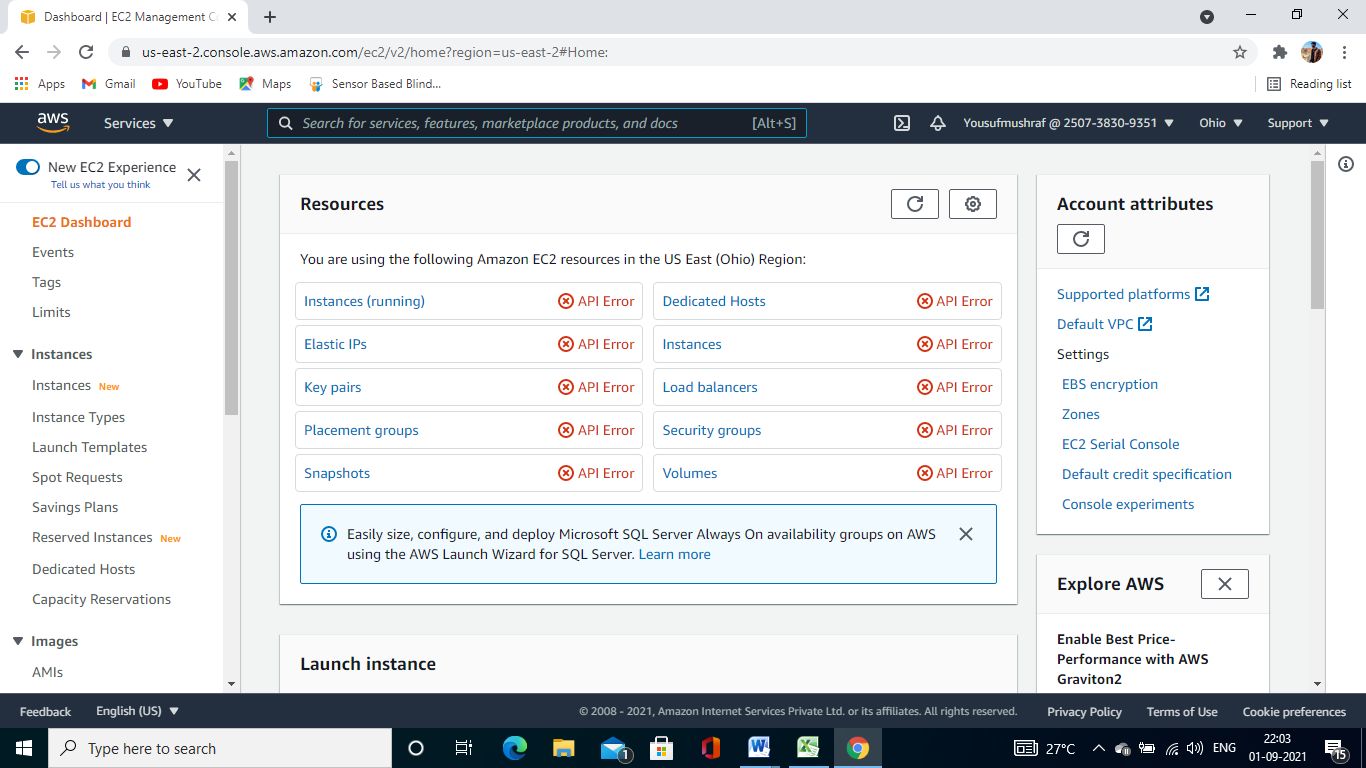 Dashboard | EC2 Management C
us-east-2.console.aws.amazon.com/ec2/v2/home?region=us-east-2#Home:
Apps Gmail YouTube Maps Sensor Based Blind... Reading list
aws Services Search for services, features, marketplace products, and docs [Alt+S] Yousufmushraf @ 2507-3830-9351 Ohio Support
New EC2 Experience
Tell us what you think
EC2 Dashboard
Events
Tags
Limits
Instances
Instances New
Instance Types
Launch Templates
Spot Requests
Savings Plans
Reserved Instances New
Dedicated Hosts
Capacity Reservations
Images
AMIs
Resources
You are using the following Amazon EC2 resources in the US East (Ohio) Region:
Instances (running) API Error Dedicated Hosts API Error
Elastic IPs API Error Instances API Error
Key pairs API Error Load balancers API Error
Placement groups API Error Security groups API Error
Snapshots API Error Volumes API Error
Easily size, configure, and deploy Microsoft SQL Server Always On availability groups on AWS
using the AWS Launch Wizard for SQL Server. Learn more
Launch instance
Account attributes
Supported platforms
Default VPC
Settings
EBS encryption
Zones
EC2 Serial Console
Default credit specification
Console experiments
Explore AWS
Enable Best Price-
Performance with AWS
Graviton2
Feedback English (US) © 2008 - 2021, Amazon Internet Services Private Ltd. or its affiliates. All rights reserved. Privacy Policy Terms of Use Cookie preferences
Type here to search 1 27°C ENG 22:03
01-09-2021 15